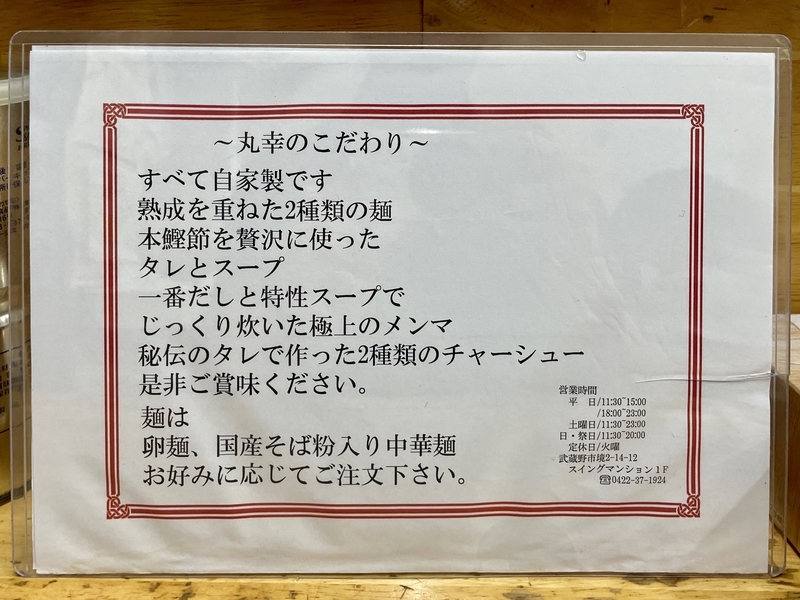 ～丸幸のこだわり～
すべて自家製です
熟成を重ねた2種類の麺
本鰹節を贅沢に使った
タレとスープ
一番だしと特性スープで
じっくり炊いた極上のメンマ
秘伝のタレで作った2種類のチャーシュー
是非ご賞味ください。
麺は
卵麺、国産そば粉入り中華麺
お好みに応じてご注文下さい。
営業時間
平　日/11:30~15:00
/18:00~23:00
土曜日/11:30~23:00
日・祭日/11:30~20:00
定休日/火曜
武蔵野市境2-14-12
スイングマンション１F
☎0422-37-1924